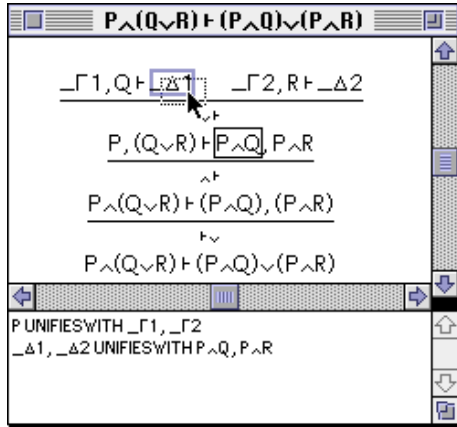 P∧(Q∨R)⊢(P∧Q)∨(P∧R)
_Γ1,Q⊢_Δ1 _Γ2,R⊢_Δ2
∨⊢
P,(Q∨R)⊢P∧Q,P∧R
∧⊢
P∧(Q∨R)⊢(P∧Q),(P∧R)
⊢∨
P∧(Q∨R)⊢(P∧Q)∨(P∧R)
P UNIFIESWITH _Γ1,_Γ2
_Δ1,_Δ2 UNIFIESWITH P∧Q,P∧R